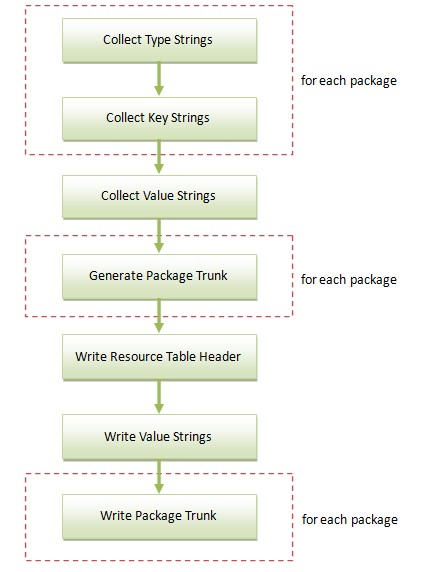 Collect Type Strings
for each package
Collect Key Strings
Collect Value Strings
Generate Package Trunk
for each package
Write Resource Table Header
Write Value Strings
Write Package Trunk
for each package